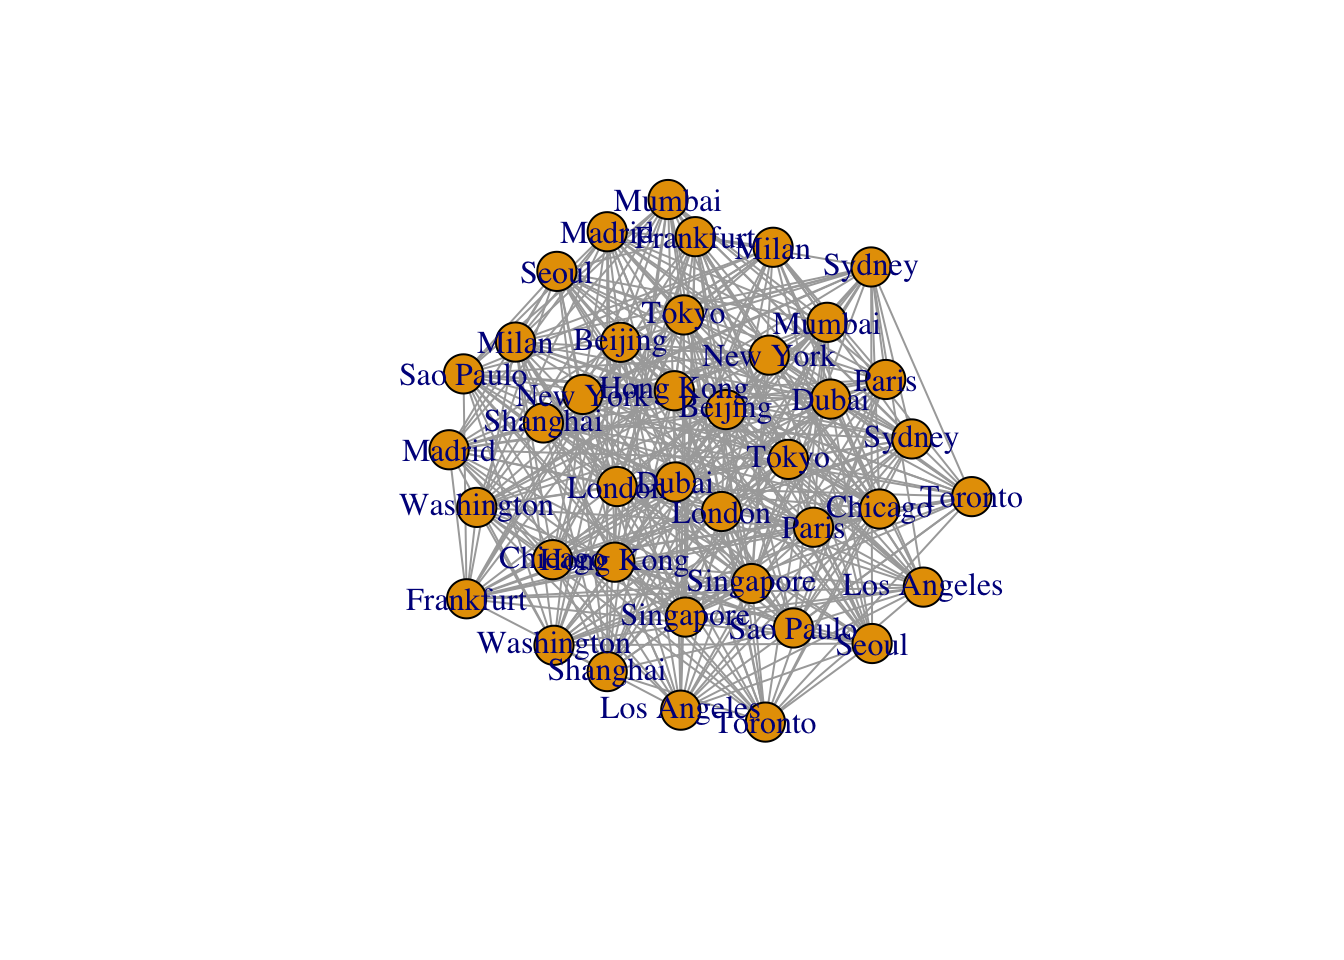 Mumbai
Madrid
Frankfurt
Milan
Sydney
Seoul
Tokyo
Mumbai
Milan
Beijing
New York
Sao Paulo
Paris
New York
Hong Kong
Beijing
Dubai
Shanghai
Sydney
Madrid
Tokyo
London
Dubai
Toronto
Washington
London
Chicago
Paris
Chicago
Hong Kong
Singapore
Los Angeles
Frankfurt
Singapore
Sao Paulo
Washington
Seoul
Shanghai
Los Angeles
Toronto